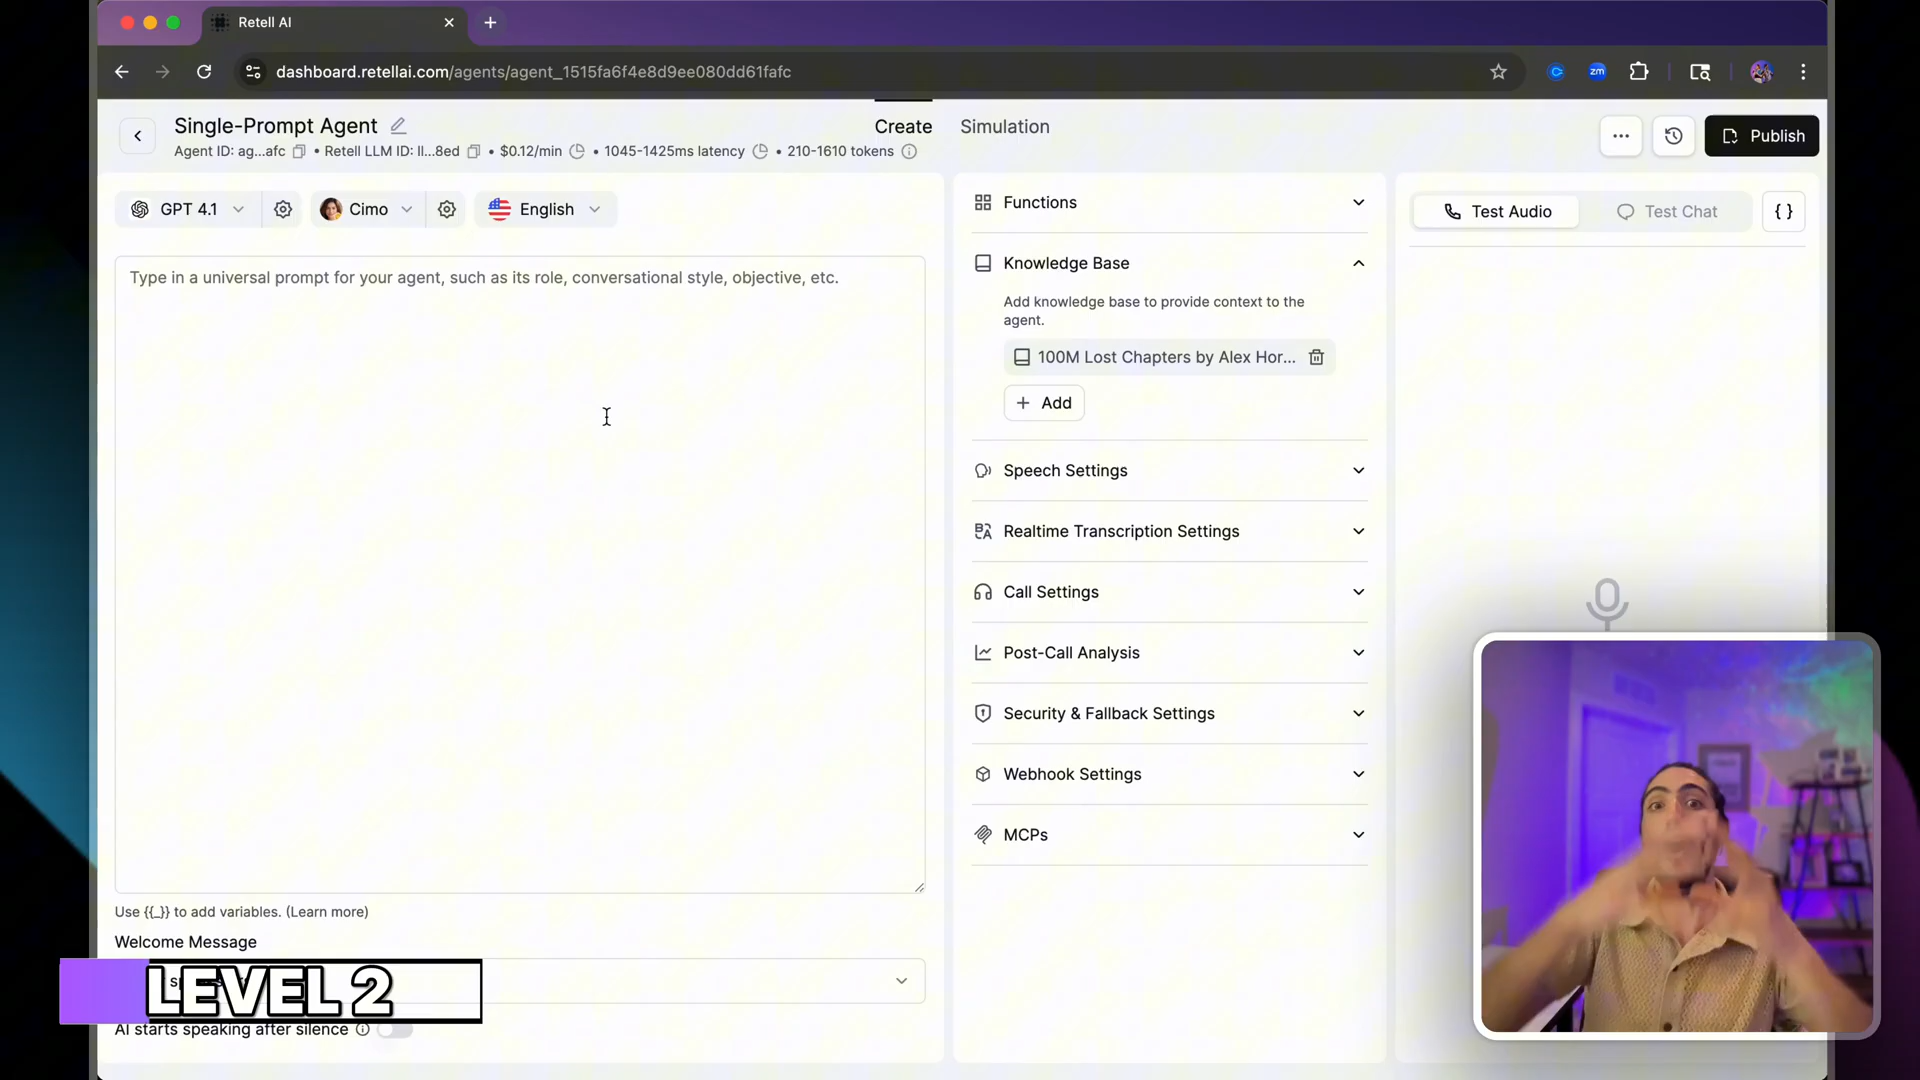 Retell AI
dashboard.retellai.com/agents/agent_1515fa6f4e8d9ee080dd61fafc
zm
Single-Prompt Agent
Create
Simulation
Publish
Agent ID: ag...afc • Retell LLM ID: ll...8ed • $0.12/min • 1045-1425ms latency • 210-1610 tokens
GPT 4.1
Cimo
English
Type in a universal prompt for your agent, such as its role, conversational style, objective, etc.
Use {{_}} to add variables. (Learn more)
Welcome Message
LEVEL 2
AI starts speaking after silence
Functions
Knowledge Base
Add knowledge base to provide context to the
agent.
100M Lost Chapters by Alex Hor...
+ Add
Speech Settings
Realtime Transcription Settings
Call Settings
Post-Call Analysis
Security & Fallback Settings
Webhook Settings
MCPs
Test Audio
Test Chat
{ }